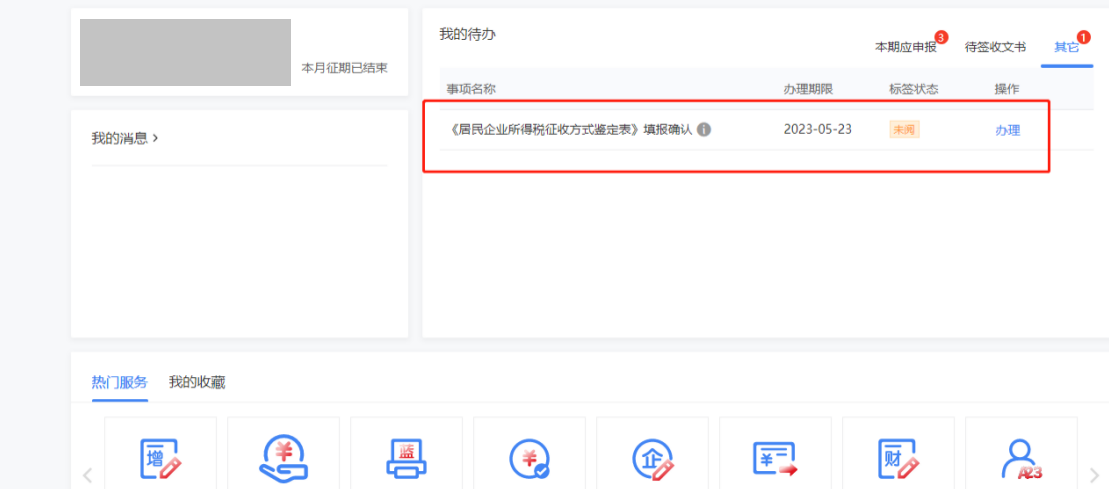 本月征期已结束
我的消息 >
我的待办
本期应申报 3 待签收文书 其它 1
事项名称 办理期限 标签状态 操作
《居民企业所得税征收方式鉴定表》填报确认 2023-05-23 未阅 办理
热门服务 我的收藏
增 蓝 企 财 A23